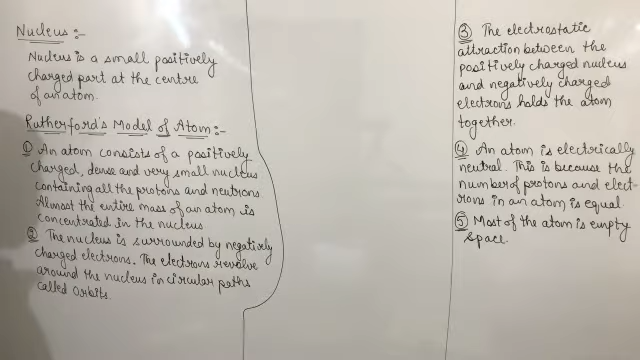 Nucleus :-
Nucleus is a small positively
charged part at the centre
of an atom.
Rutherford's Model of Atom:-
① An atom consists of a positively
charged, dense and very small nucleus
containing all the protons and neutrons
Almost the entire mass of an atom is
concentrated in the nucleus
② The nucleus is surrounded by negatively
charged electrons. The electrons revolve
around the nucleus in circular paths
called Orbits.
③ The electrostatic
attraction between the
positively charged nucleus
and negatively charged
electrons holds the atom
together.
④ An atom is electrically
neutral. This is because the
number of protons and elect-
rons in an atom is equal
⑤ Most of the atom is empty
space.